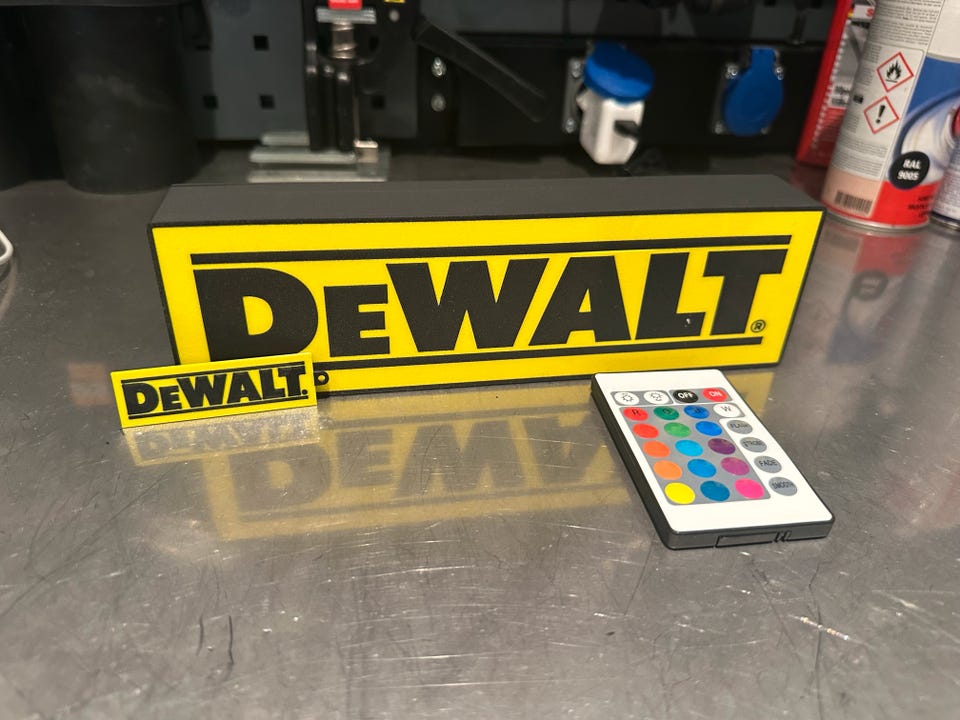 DEWALT®
DEWALT.
OFF
ON
R
W
FLASH
STROBE
FADE
SMOOTH
RAL
9005